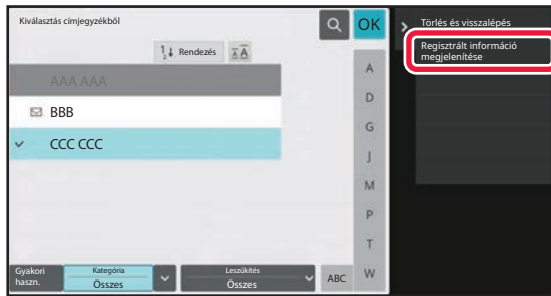 Kiválasztás címjegyzékből
OK
Törlés és visszalépés
Regisztrált információ
megjelenítése
Rendezés
AAA AAA
BBB
CCC CCC
A
D
G
J
M
P
T
W
Gyakori
haszn.
Kategória
Összes
Leszűkítés
Összes
ABC